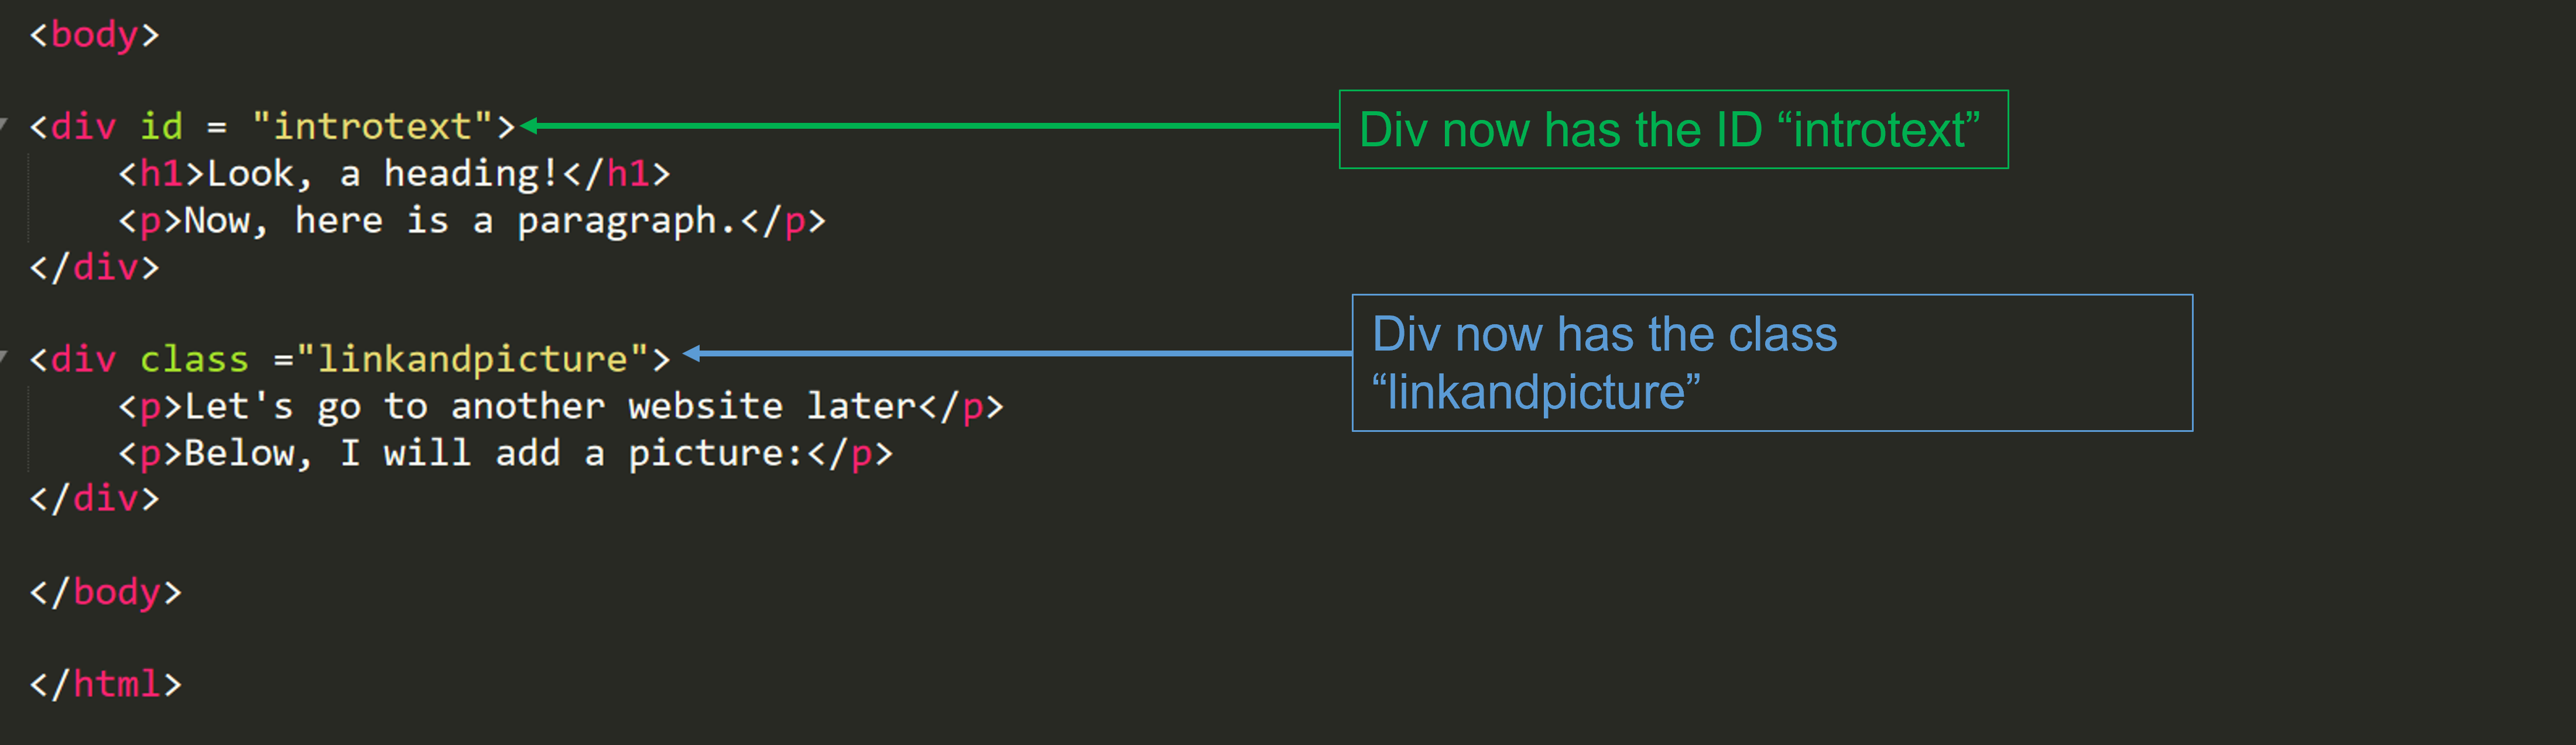 <body>
<div id = "introtext">
Div now has the ID “introtext”
<h1>Look, a heading!</h1>
<p>Now, here is a paragraph.</p>
</div>
Div now has the class
“linkandpicture”
<div class ="linkandpicture">
<p>Let's go to another website later</p>
<p>Below, I will add a picture:</p>
</div>
</body>
</html>